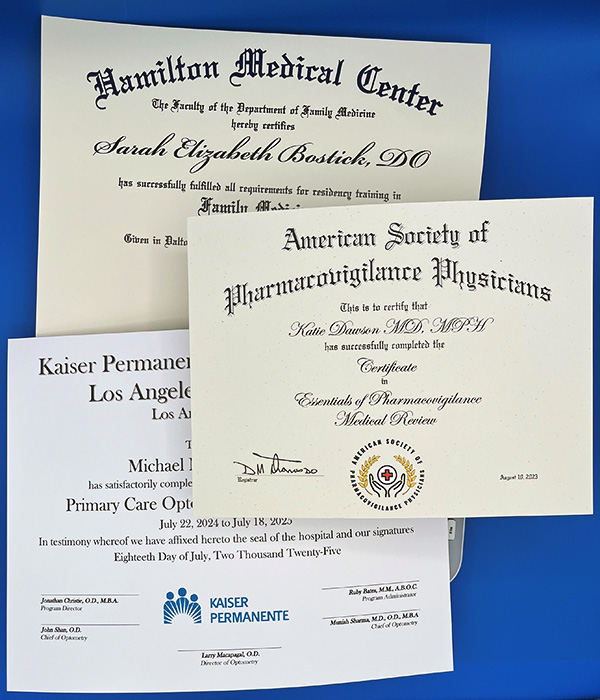 Hamilton Medical Center
The Faculty of the Department of Family Medicine
hereby certifies
Sarah Elizabeth Bostick, DO
has successfully fulfilled all requirements for residency training in
Family
Given in
American Society of
Pharmacovigilance Physicians
This is to certify that
Katie Dawson MD, MPH
has successfully completed the
Certificate
in
Essentials of Pharmacovigilance
Medical Review
Registrar
AMERICAN SOCIETY OF
PHARMACOVIGILANCE PHYSICIANS
August 10, 2023
Kaiser Permanen
Los Angele
Los
Michael
has satisfactorily
Primary Care
July 22, 2024 to July 18, 2025
In testimony whereof we have affixed hereto the seal of the hospital and our signatures
Eighteeth Day of July, Two Thousand Twenty-Five
Jonathan Christie, O.D., M.B.A.
Program Director
Ruby Bates, M.M., A.B.O.C.
Program Administrator
KAISER
PERMANENTE
John Shan, O.D.
Chief of Optometry
Munish Sharma, M.D., O.D., M.B.A
Chief of Optometry
Larry Macapagal, O.D.
Director of Optometry